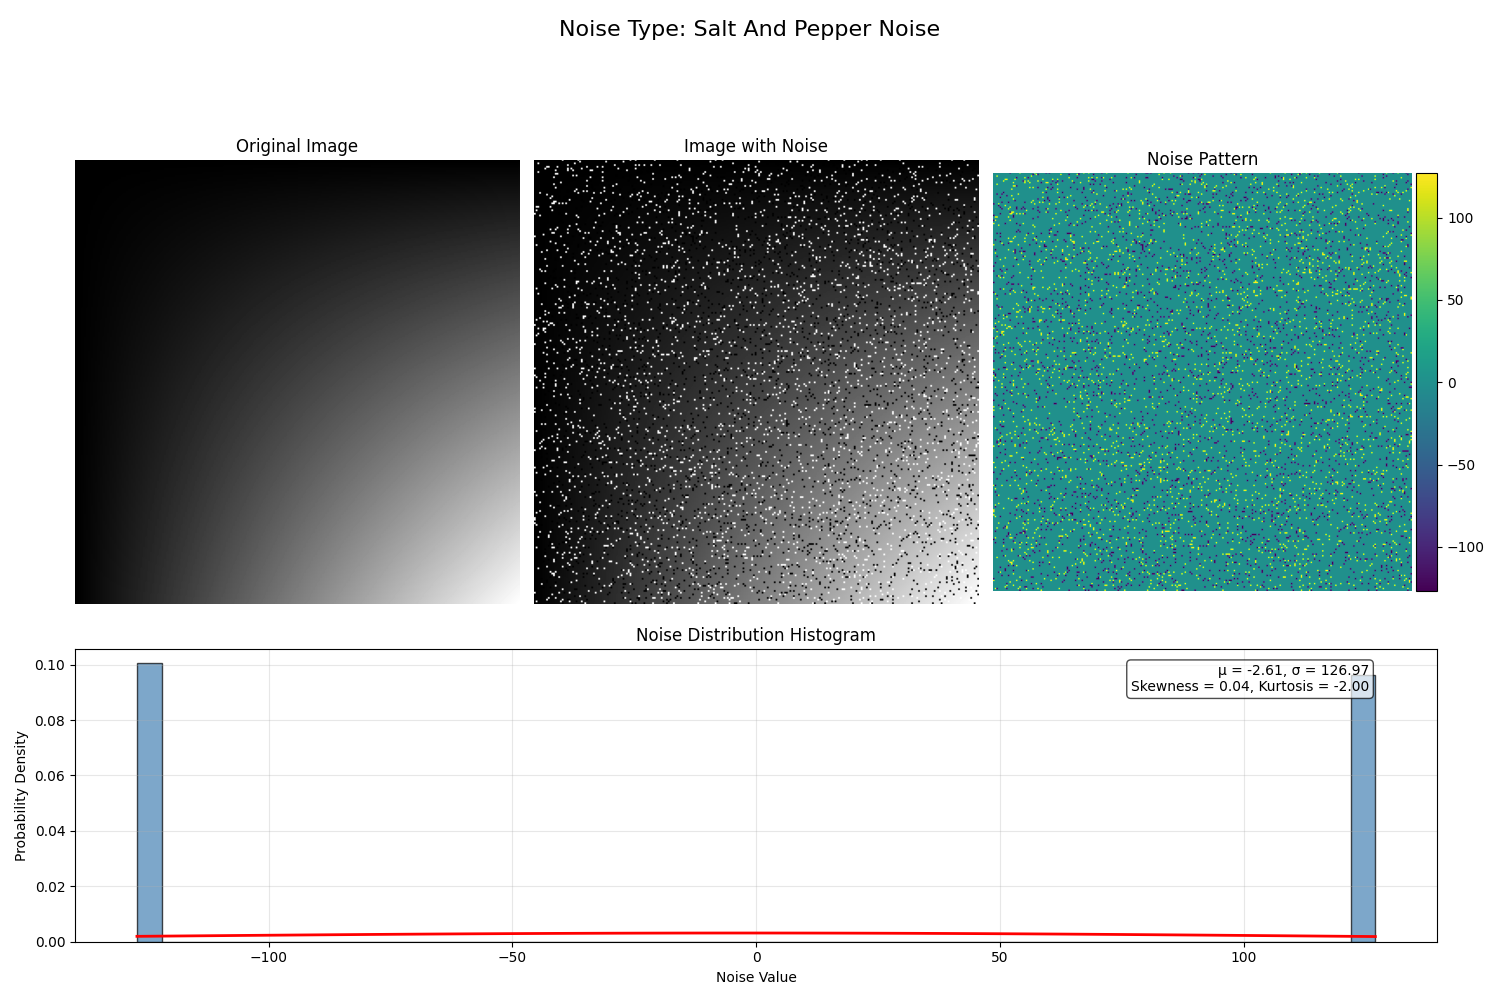 Noise Type: Salt And Pepper Noise
Original Image
Image with Noise
Noise Pattern
100
50
0
−50
−100
Noise Distribution Histogram
μ = -2.61, σ = 126.97
Skewness = 0.04, Kurtosis = -2.00
Probability Density
0.10
0.08
0.06
0.04
0.02
0.00
−100
−50
0
50
100
Noise Value